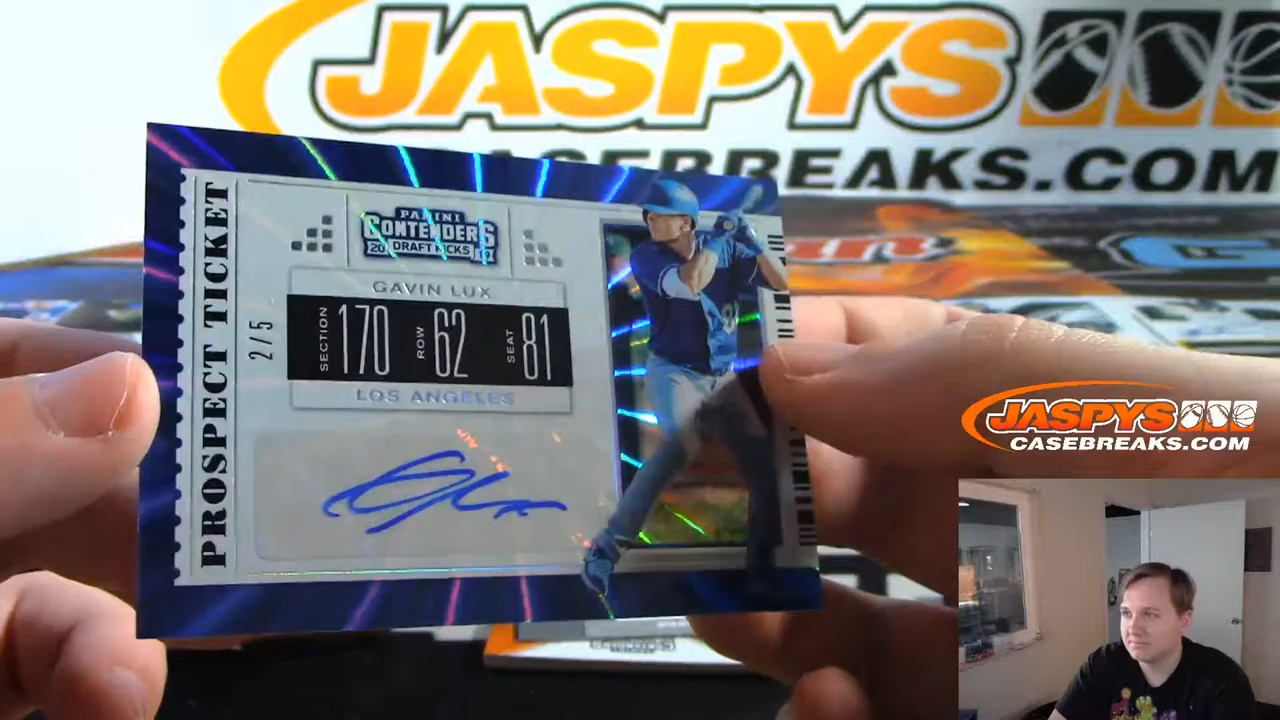 JASPYS
CASEBREAKS.COM
PROSPECT TICKET
2/5
PANINI
CONTENDERS
2019 DRAFT PICKS
GAVIN LUX
SECTION 170 ROW 62 SEAT 81
LOS ANGELES
JASPYS
CASEBREAKS.COM